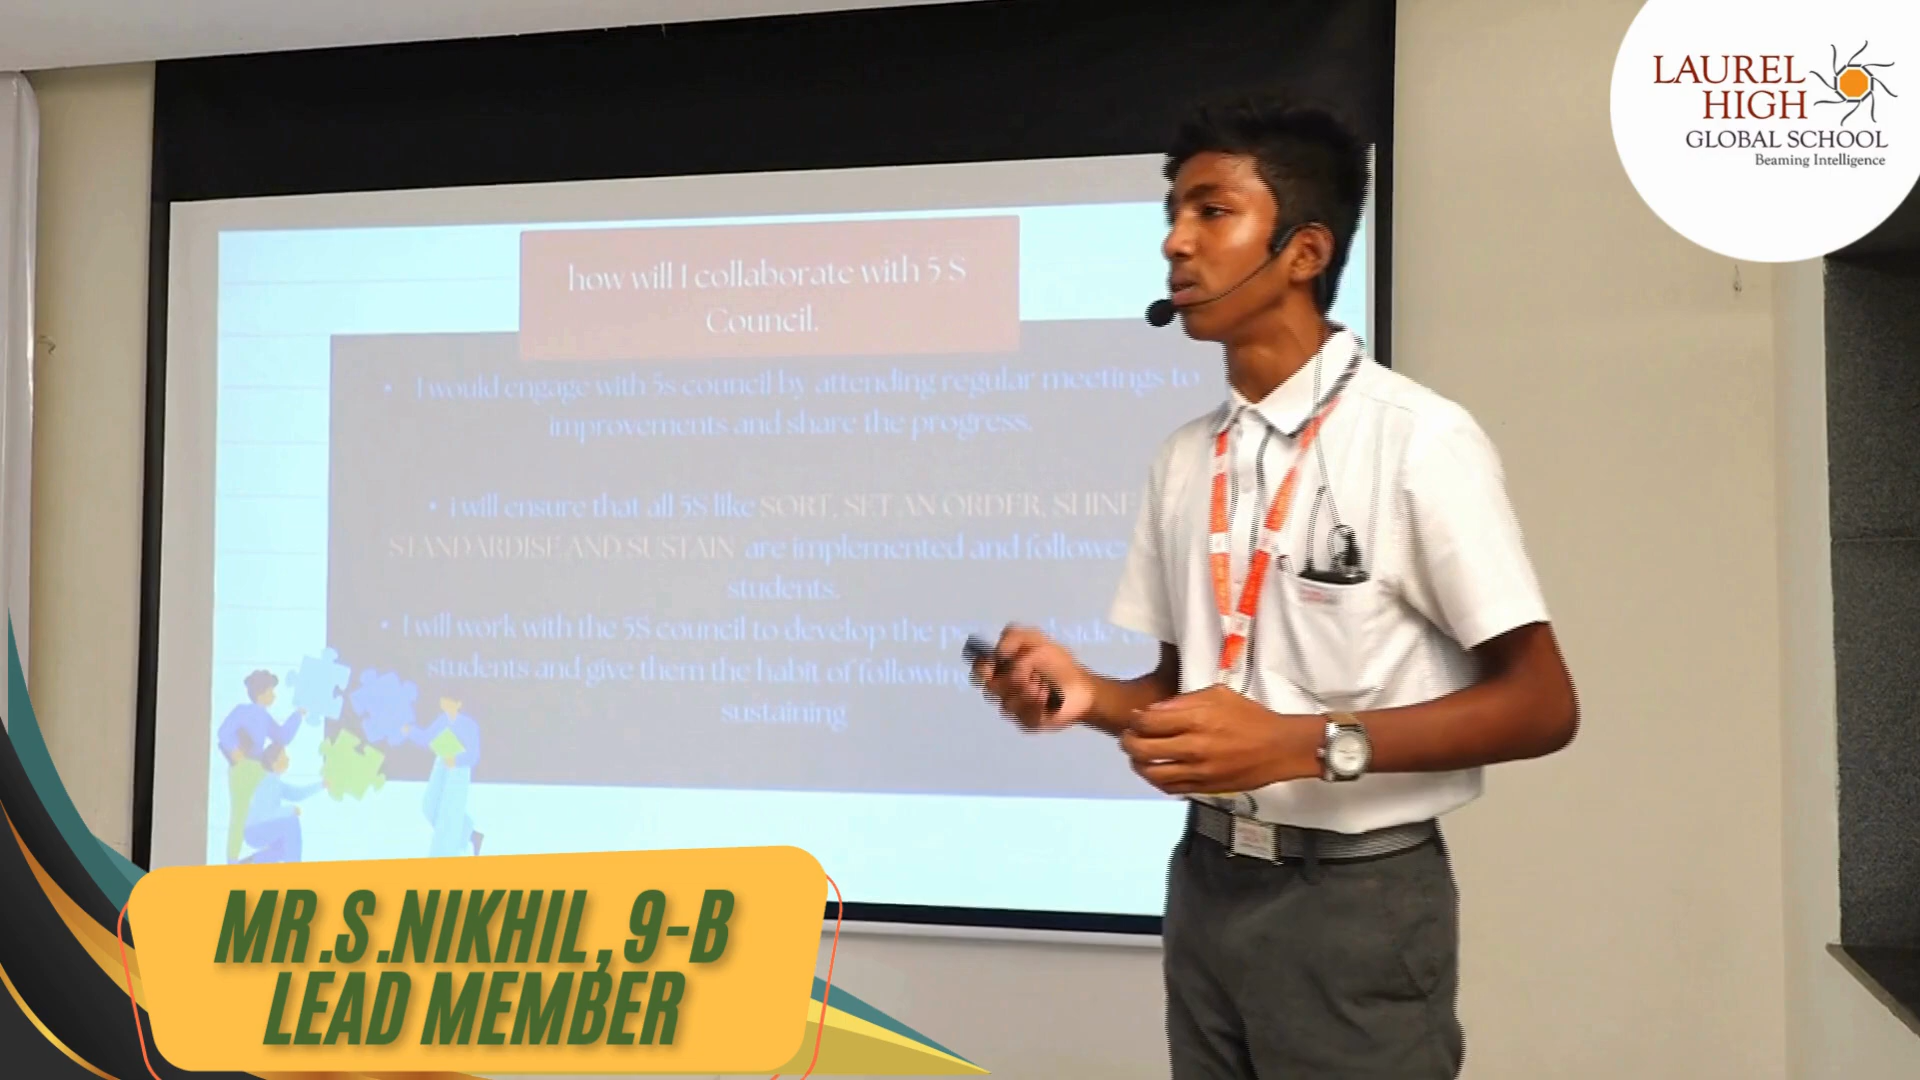 LAUREL
HIGH
GLOBAL SCHOOL
Beaming Intelligence
how will I collaborate with 5 S
Council.
• I would engage with 5s council by attending regular meetings to
improvements and share the progress.
• i will ensure that all 5S like SORT, SET AN ORDER, SHINE
STANDARDISE AND SUSTAIN are implemented and followe
students.
• I will work with the 5S council to develop the
students and give them the habit of following
sustaining
MR.S.NIKHIL,9-B
LEAD MEMBER